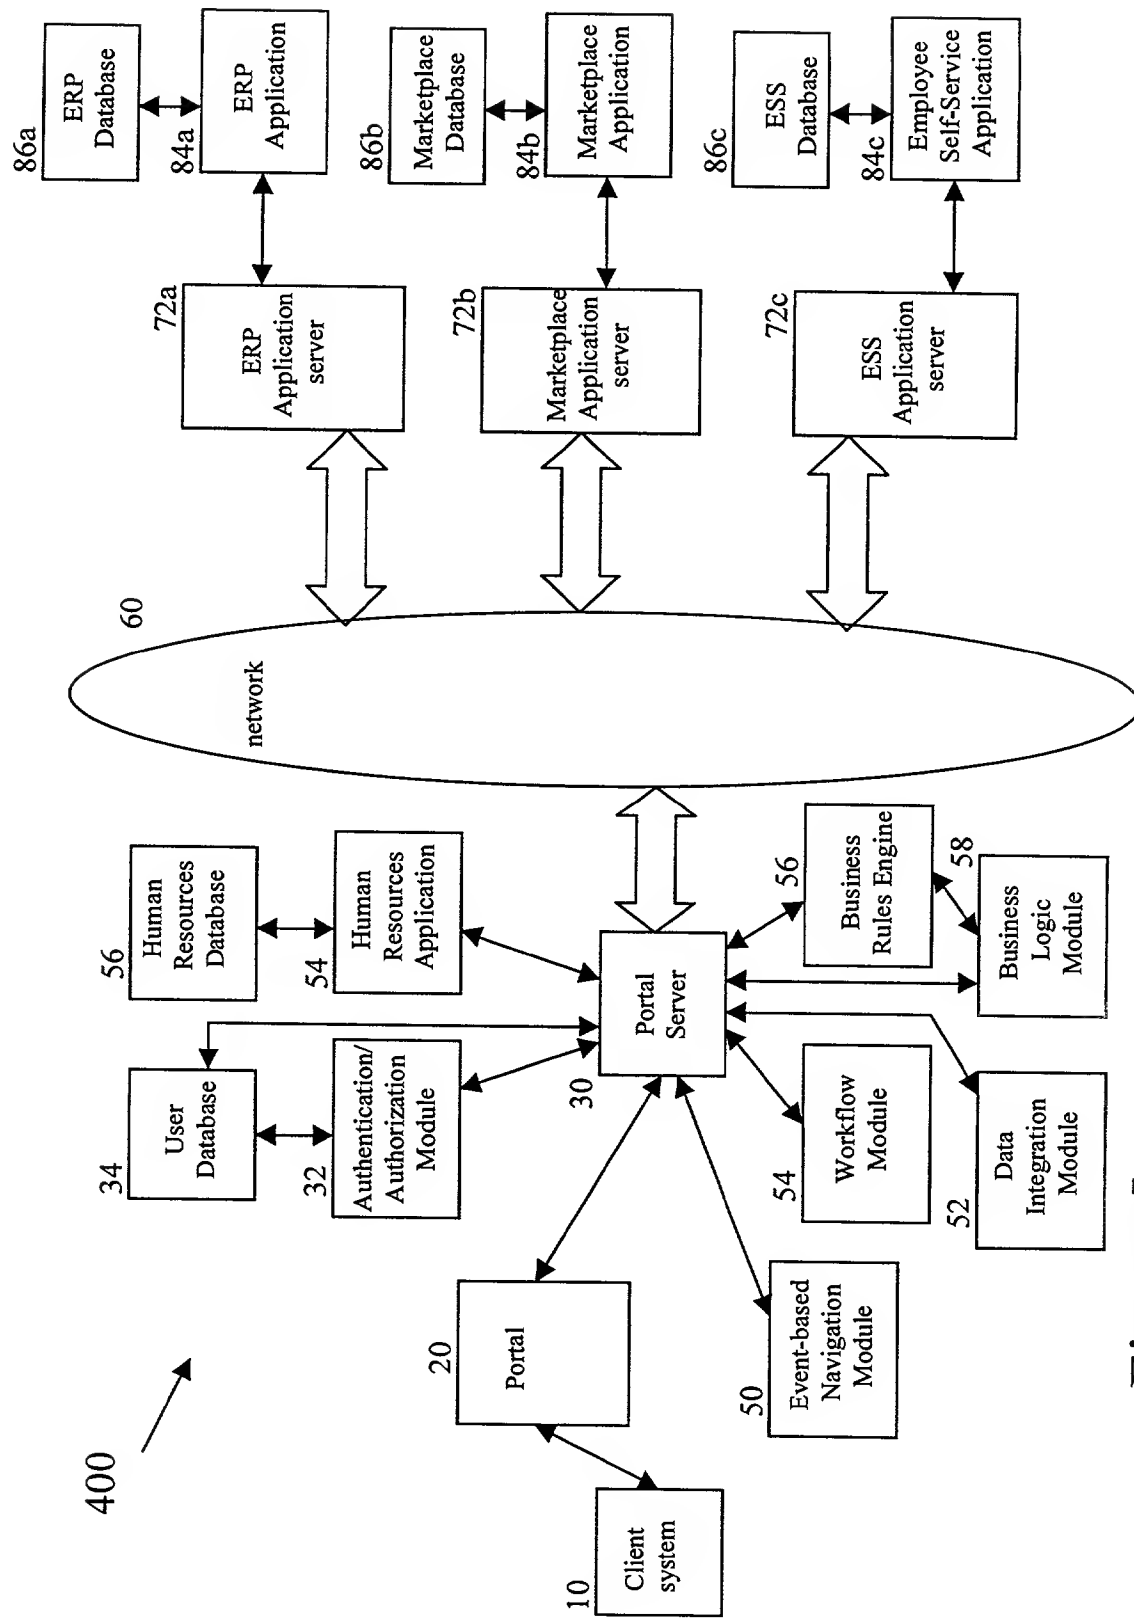 400
10
Client
system
20
Portal
34
User
Database
32
Authentication/
Authorization
Module
56
Human
Resources
Database
54
Human
Resources
Application
30
Portal
Server
50
Event-based
Navigation
Module
54
Workflow
Module
52
Data
Integration
Module
56
Business
Rules Engine
58
Business
Logic
Module
60
network
72a
ERP
Application
server
72b
Marketplace
Application
server
72c
ESS
Application
server
86a
ERP
Database
84a
ERP
Application
86b
Marketplace
Database
84b
Marketplace
Application
86c
ESS
Database
84c
Employee
Self-Service
Application